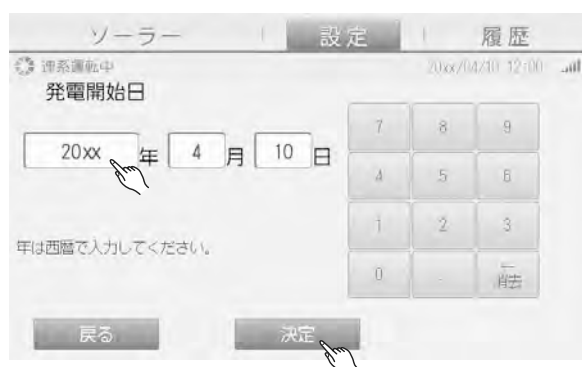 ソーラー 設定 履歴
連系運転中 20xx/04/10 12:00
発電開始日
20xx 年 4 月 10 日
7 8 9
4 5 6
1 2 3
0 . 消去
年は西暦で入力してください。
戻る 決定